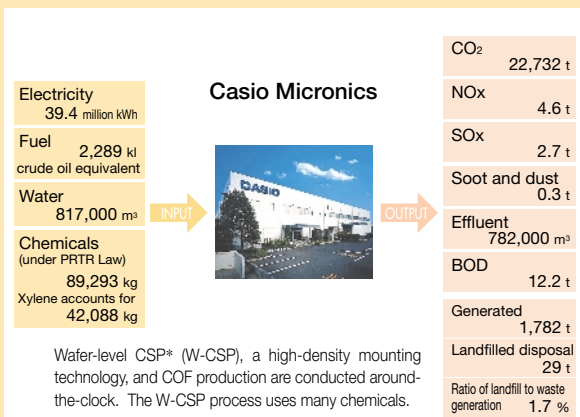 Casio Micronics
Electricity
39.4 million kWh
Fuel
2,289 kl
crude oil equivalent
Water
817,000 m³
Chemicals
(under PRTR Law)
89,293 kg
Xylene accounts for
42,088 kg
INPUT
CASIO
OUTPUT
CO₂
22,732 t
NOx
4.6 t
SOx
2.7 t
Soot and dust
0.3 t
Effluent
782,000 m³
BOD
12.2 t
Generated
1,782 t
Landfilled disposal
29 t
Ratio of landfill to waste
generation 1.7 %
Wafer-level CSP* (W-CSP), a high-density mounting
technology, and COF production are conducted around-
the-clock. The W-CSP process uses many chemicals.